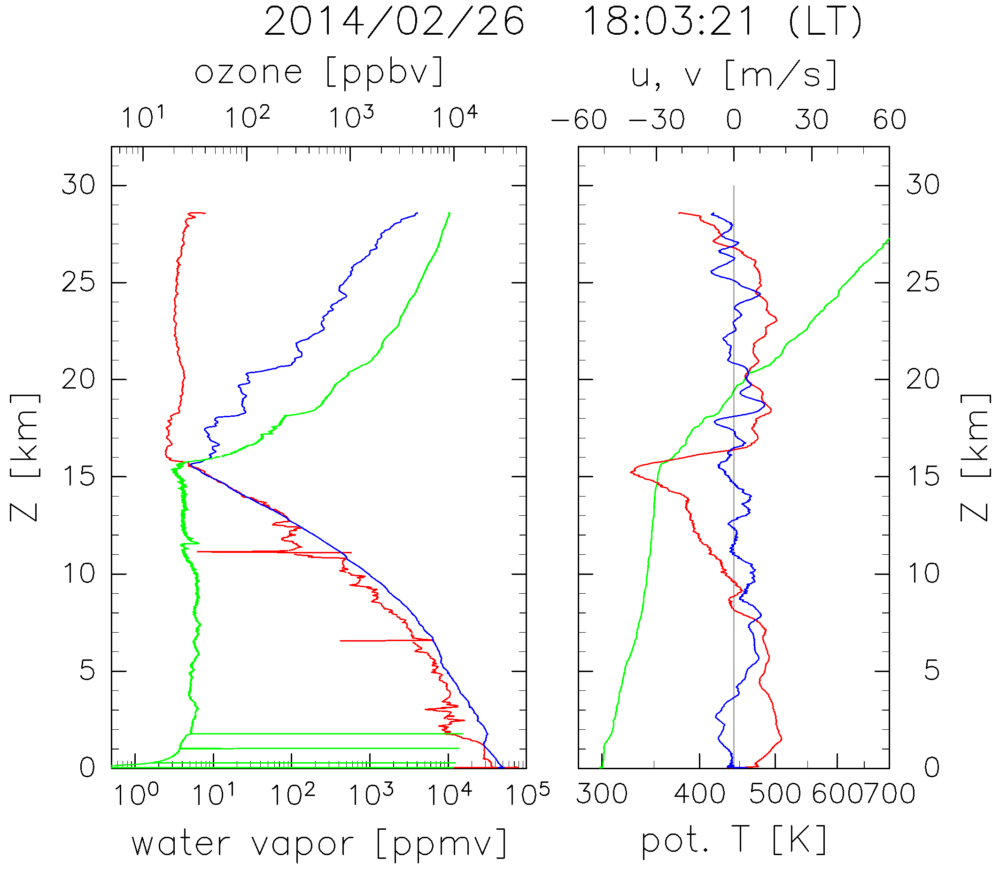 2014/02/26 18:03:21 (LT)
ozone [ppbv]
10¹ 10² 10³ 10⁴
30
25
20
15
10
5
0
Z [km]
10⁰ 10¹ 10² 10³ 10⁴ 10⁵
water vapor [ppmv]
u, v [m/s]
-60 -30 0 30 60
30
25
20
15
10
5
0
Z [km]
300 400 500 600 700
pot. T [K]